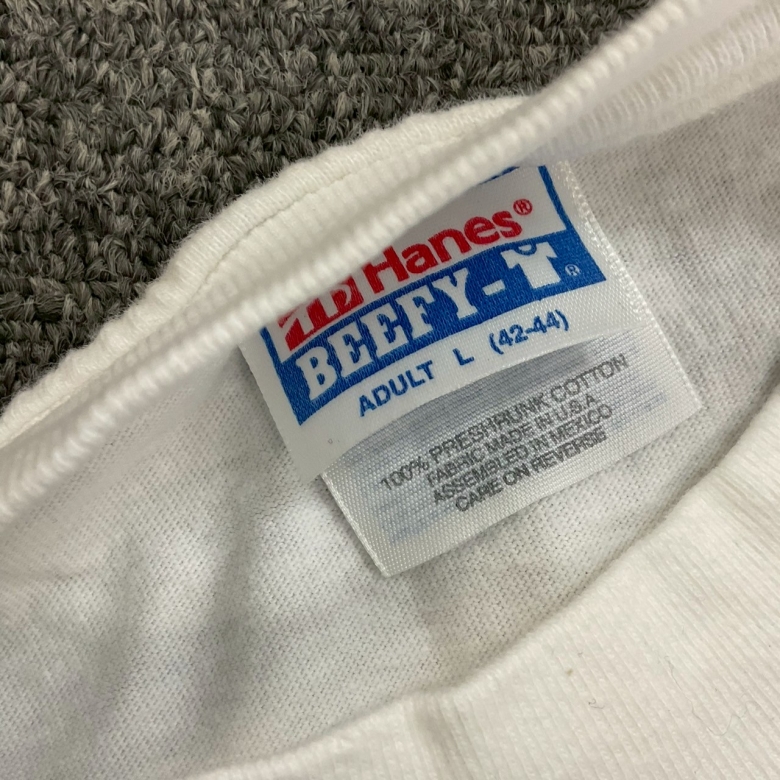 Hanes®
BEEFY-T®
ADULT L (42-44)
100% PRESHRUNK COTTON
FABRIC MADE IN U.S.A.
ASSEMBLED IN MEXICO
CARE ON REVERSE